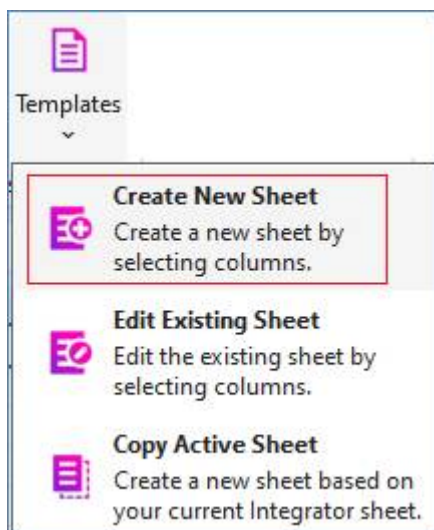 Templates
Create New Sheet
Create a new sheet by
selecting columns.
Edit Existing Sheet
Edit the existing sheet by
selecting columns.
Copy Active Sheet
Create a new sheet based on
your current Integrator sheet.